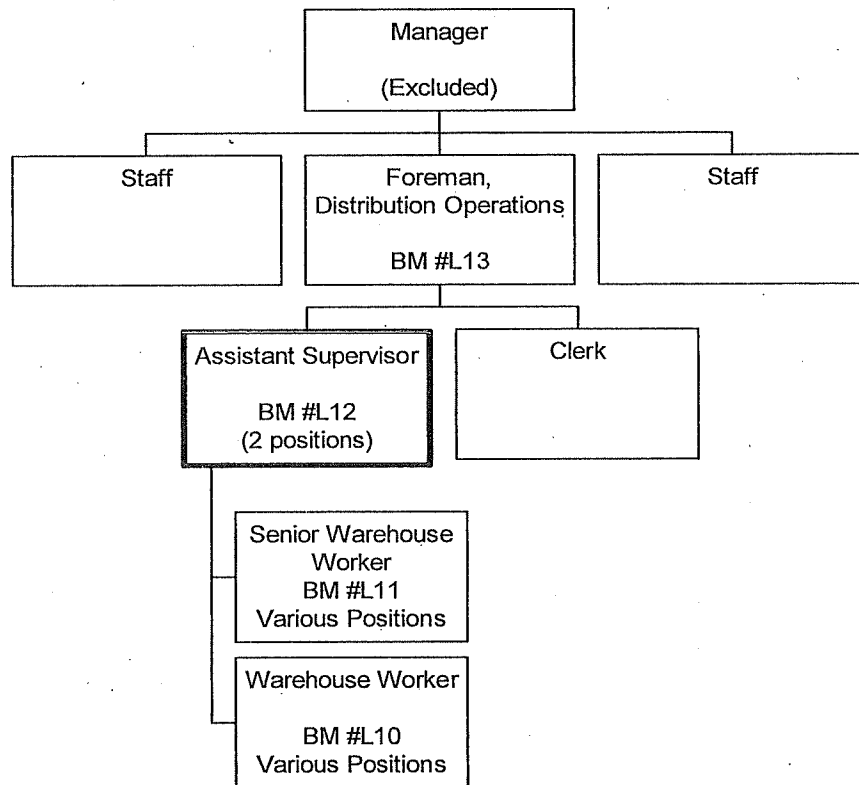 Manager
(Excluded)
Staff
Foreman,
Distribution Operations
BM #L13
Staff
Assistant Supervisor
BM #L12
(2 positions)
Clerk
Senior Warehouse
Worker
BM #L11
Various Positions
Warehouse Worker
BM #L10
Various Positions